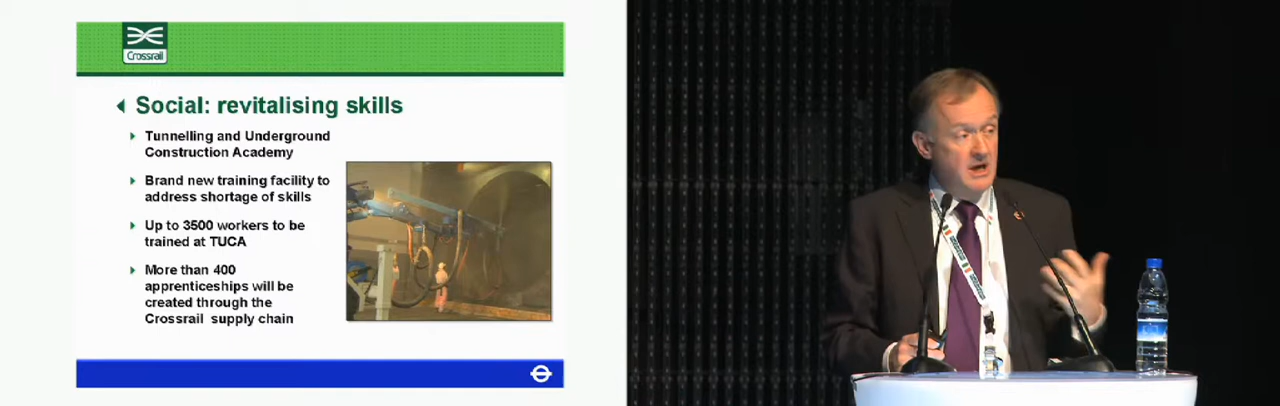 Crossrail
Social: revitalising skills
Tunnelling and Underground
Construction Academy
Brand new training facility to
address shortage of skills
Up to 3500 workers to be
trained at TUCA
More than 400
apprenticeships will be
created through the
Crossrail supply chain